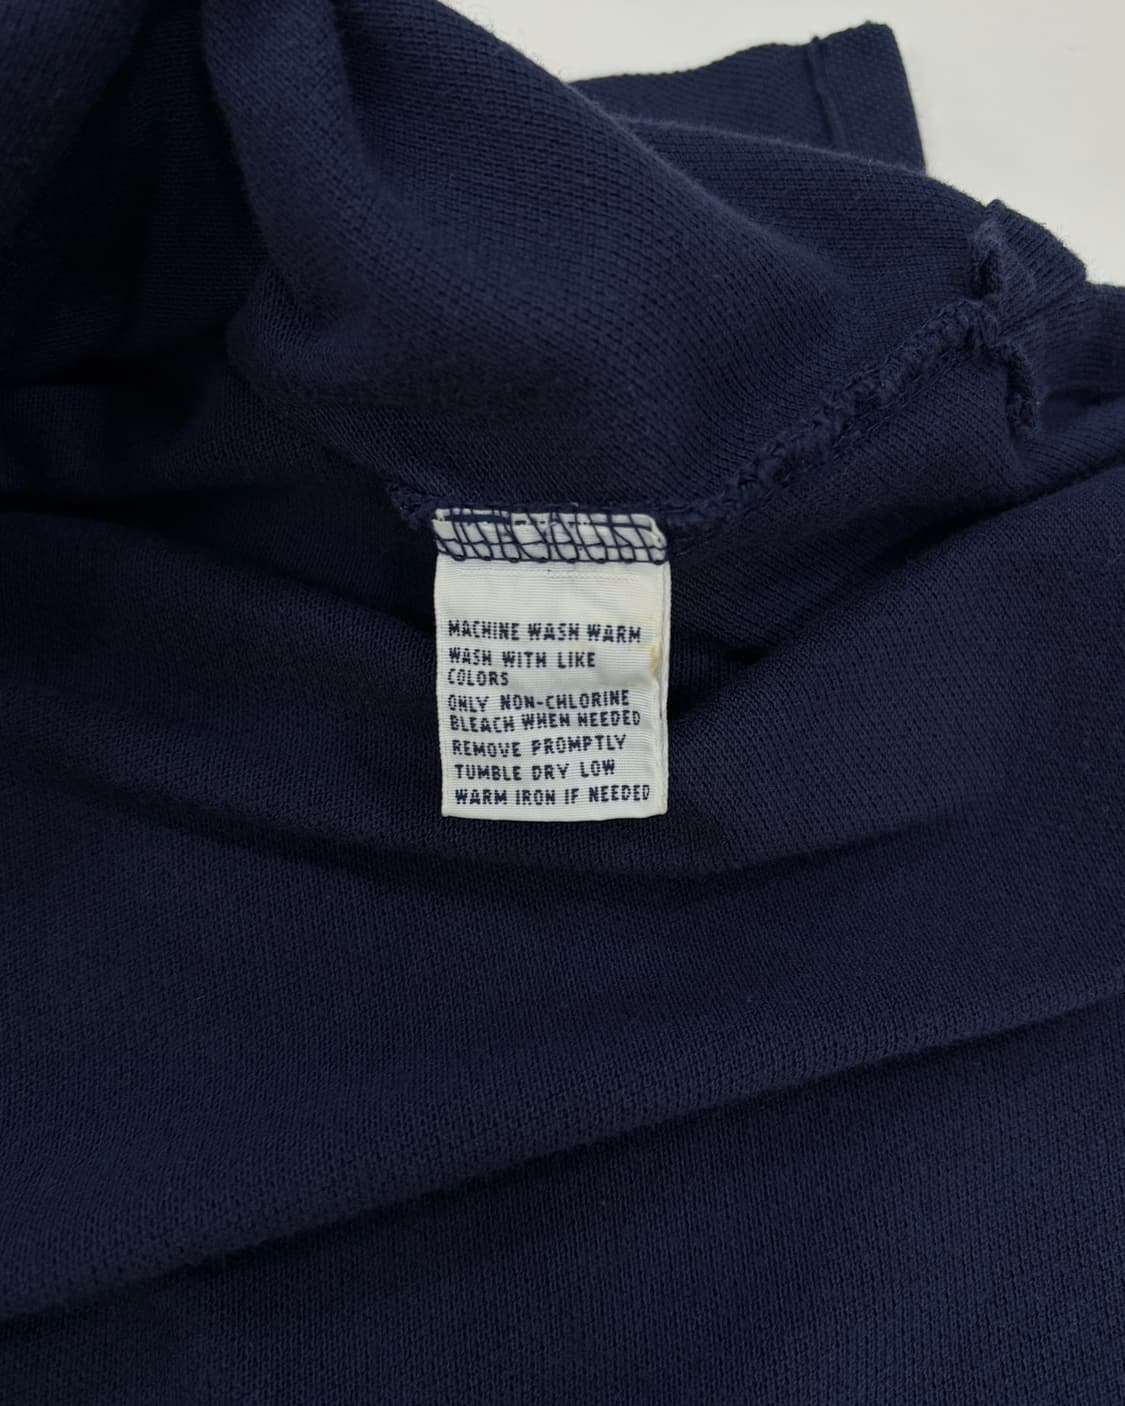 MACHINE WASH WARM
WASH WITH LIKE
COLORS
ONLY NON-CHLORINE
BLEACH WHEN NEEDED
REMOVE PROMPTLY
TUMBLE DRY LOW
WARM IRON IF NEEDED